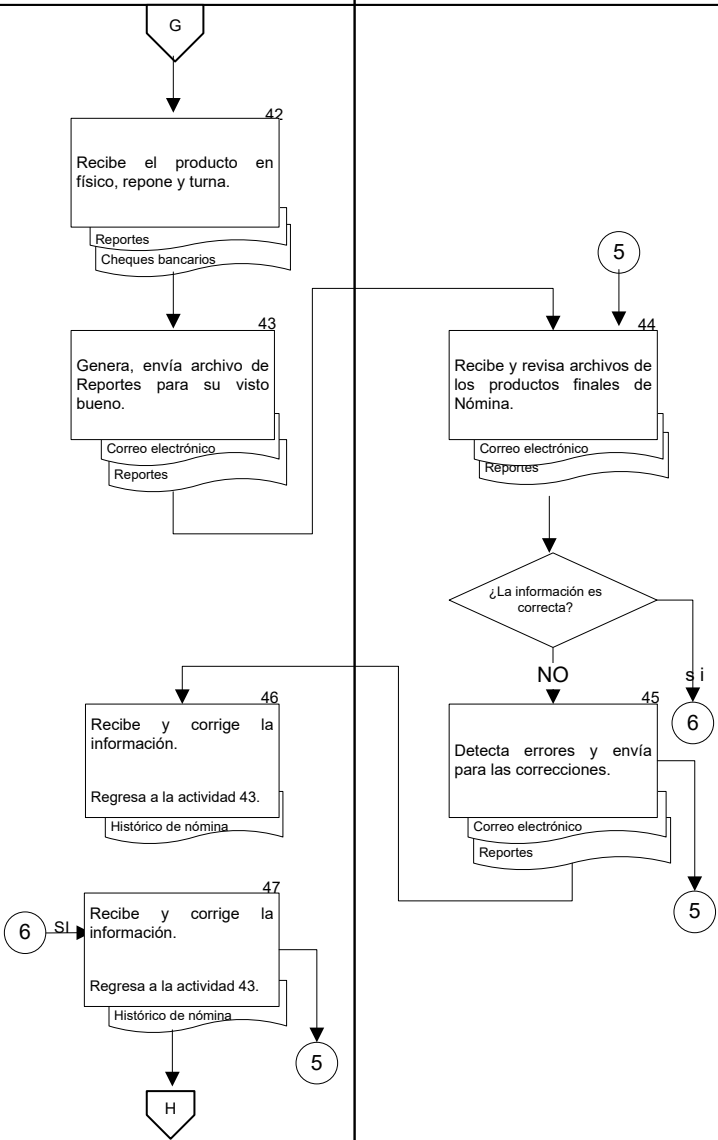 G
42
Recibe el producto en
físico, repone y turna.
Reportes
Cheques bancarios
43
Genera, envía archivo de
Reportes para su visto
bueno.
Correo electrónico
Reportes
5
44
Recibe y revisa archivos de
los productos finales de
Nómina.
Correo electrónico
Reportes
¿La información es
correcta?
NO
s i
6
45
Detecta errores y envía
para las correcciones.
Correo electrónico
Reportes
5
46
Recibe y corrige la
información.
Regresa a la actividad 43.
Histórico de nómina
47
6
SI
Recibe y corrige la
información.
Regresa a la actividad 43.
Histórico de nómina
5
H